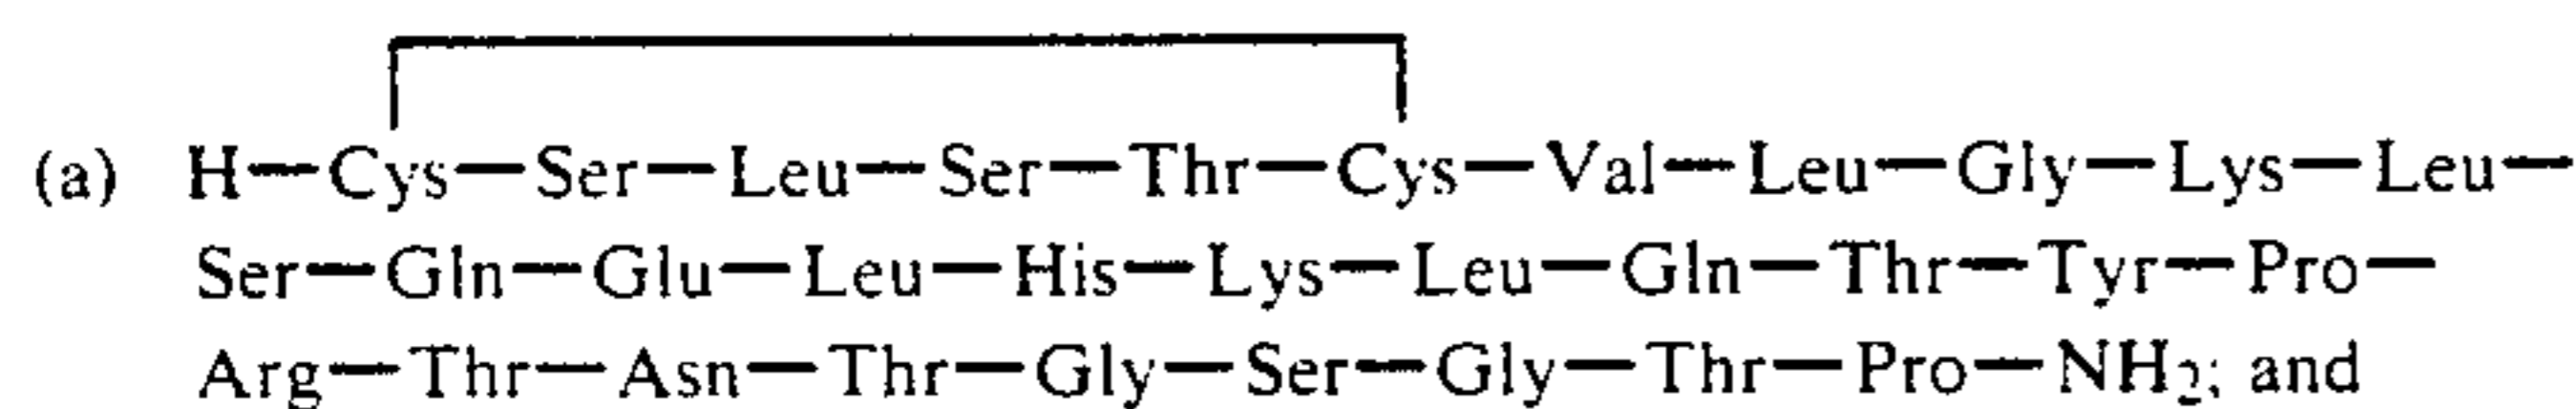 (a) H—Cys—Ser—Leu—Ser—Thr—Cys—Val—Leu—Gly—Lys—Leu—
Ser—Gln—Glu—Leu—His—Lys—Leu—Gln—Thr—Tyr—Pro—
Arg—Thr—Asn—Thr—Gly—Ser—Gly—Thr—Pro—NH₂; and